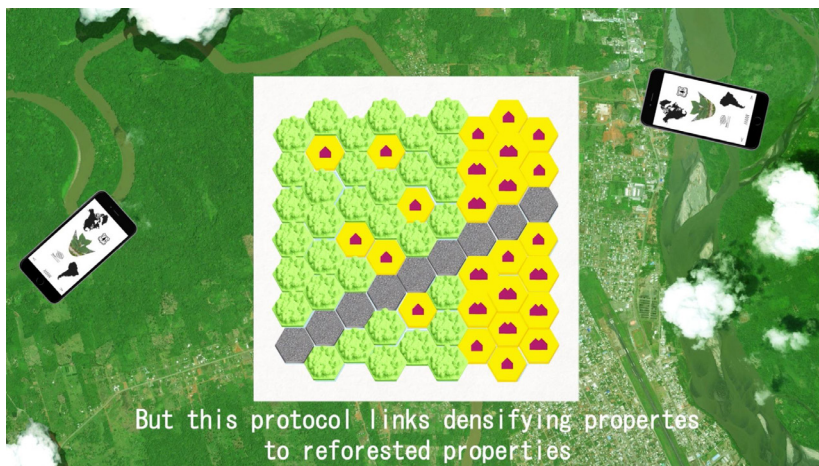 But this protocol links densifying propertes
to reforested properties